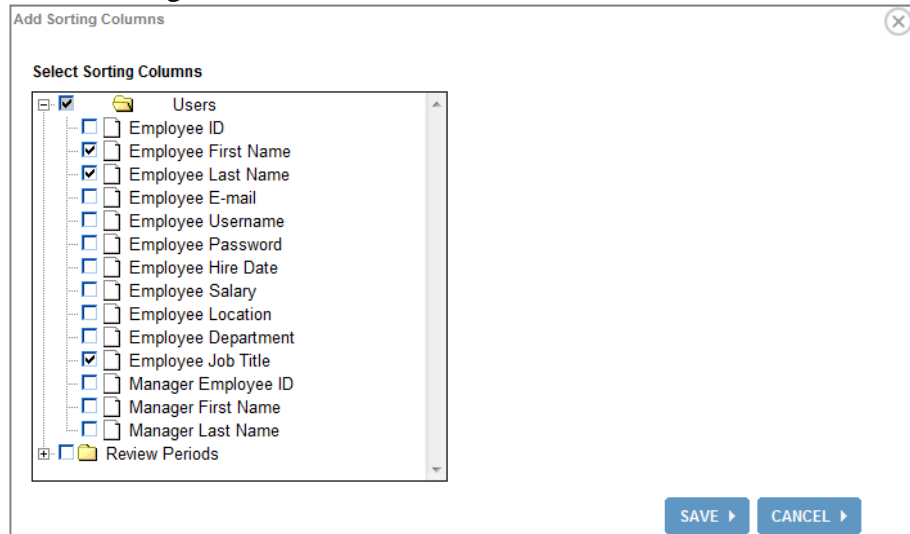 Add Sorting Columns
Select Sorting Columns
Users
Employee ID
Employee First Name
Employee Last Name
Employee E-mail
Employee Username
Employee Password
Employee Hire Date
Employee Salary
Employee Location
Employee Department
Employee Job Title
Manager Employee ID
Manager First Name
Manager Last Name
Review Periods
SAVE CANCEL